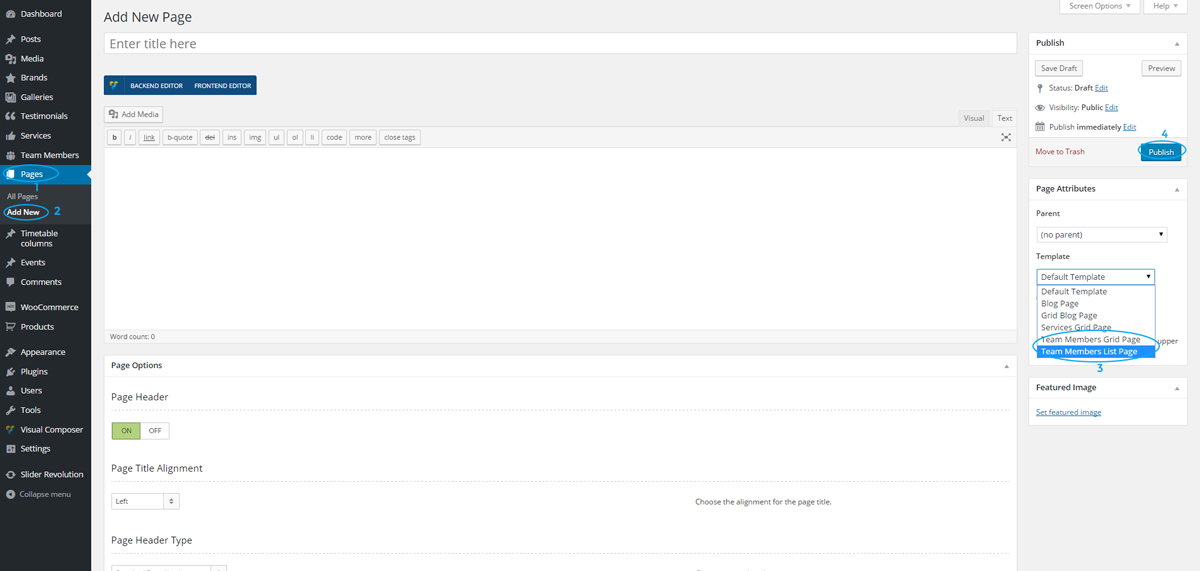 Dashboard
Posts
Media
Brands
Galleries
Testimonials
Services
Team Members
Pages
1
All Pages
Add New 2
Timetable
columns
Events
Comments
WooCommerce
Products
Appearance
Plugins
Users
Tools
Visual Composer
Settings
Slider Revolution
Collapse menu
Screen Options Help
Add New Page
Enter title here
BACKEND EDITOR FRONTEND EDITOR
Add Media
Visual Text
b i link b-quote del ins img ul ol li code more close tags
Word count: 0
Page Options
Page Header
ON OFF
Page Title Alignment
Left
Choose the alignment for the page title.
Page Header Type
Publish
Save Draft Preview
Status: Draft Edit
Visibility: Public Edit
Publish immediately Edit
4
Move to Trash Publish
Page Attributes
Parent
(no parent)
Template
Default Template
Default Template
Blog Page
Grid Blog Page
Services Grid Page
Team Members Grid Page
upper
Team Members List Page
3
Featured Image
Set featured image